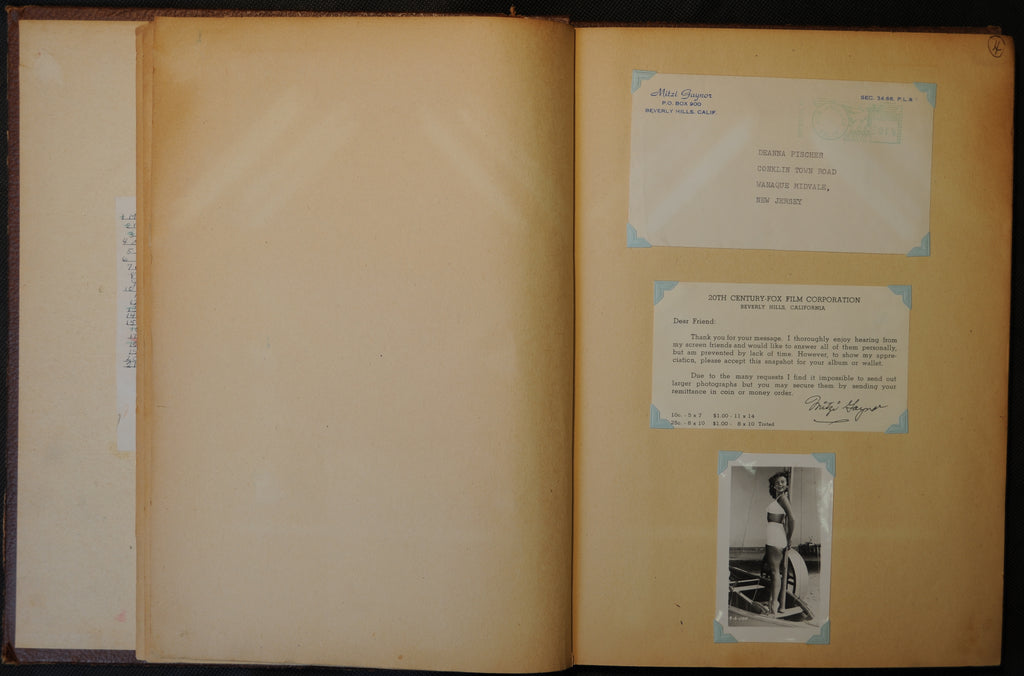 4
Mitzi Gaynor
P.O. BOX 900
BEVERLY HILLS, CALIF.
SEC. 34.66, P.L.&
DEANNA FISCHER
CONKLIN TOWN ROAD
WANAQUE MIDVALE,
NEW JERSEY
20TH CENTURY-FOX FILM CORPORATION
BEVERLY HILLS, CALIFORNIA
Dear Friend:
Thank you for your message. I thoroughly enjoy hearing from
my screen friends and would like to answer all of them personally,
but am prevented by lack of time. However, to show my appre-
ciation, please accept this snapshot for your album or wallet.
Due to the many requests I find it impossible to send out
larger photographs but you may secure them by sending your
remittance in coin or money order.
Mitzi Gaynor
10c. - 5 x 7 $1.00 - 11 x 14
25c. - 8 x 10 $1.00 - 8 x 10 Tinted